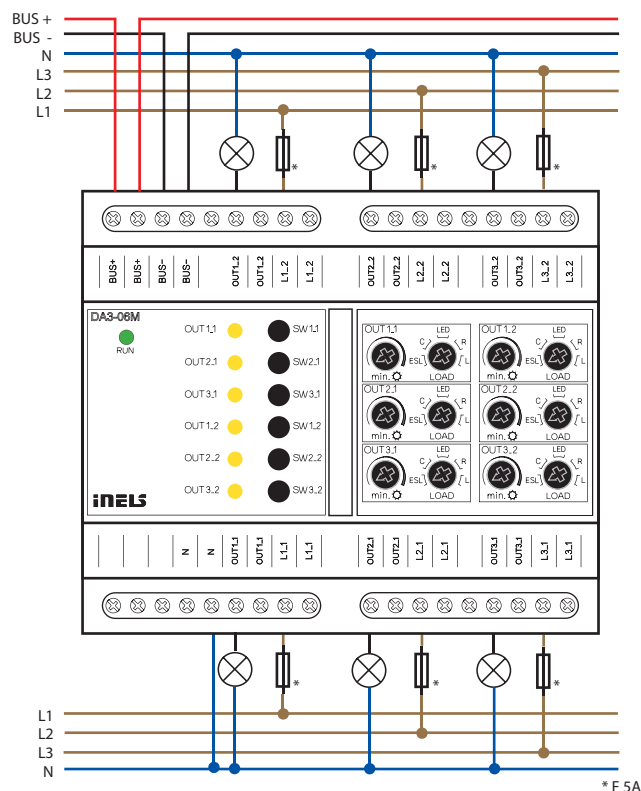 BUS +
BUS -
N
L3
L2
L1
* * *
BUS+ BUS+ BUS- BUS- OUT1_2 OUT1_2 L1_2 L1_2 OUT2_2 OUT2_2 L2_2 L2_2 OUT3_2 OUT3_2 L3_2 L3_2
DA3-06M
RUN
OUT1_1 SW1_1
OUT2_1 SW2_1
OUT3_1 SW3_1
OUT1_2 SW1_2
OUT2_2 SW2_2
OUT3_2 SW3_2
iNELS
OUT1_1 LED C R ESL L min. LOAD
OUT1_2 LED C R ESL L min. LOAD
OUT2_1 LED C R ESL L min. LOAD
OUT2_2 LED C R ESL L min. LOAD
OUT3_1 LED C R ESL L min. LOAD
OUT3_2 LED C R ESL L min. LOAD
N N OUT1_1 OUT1_1 L1_1 L1_1 OUT2_1 OUT2_1 L2_1 L2_1 OUT3_1 OUT3_1 L3_1 L3_1
* * *
L1
L2
L3
N
* F 5A